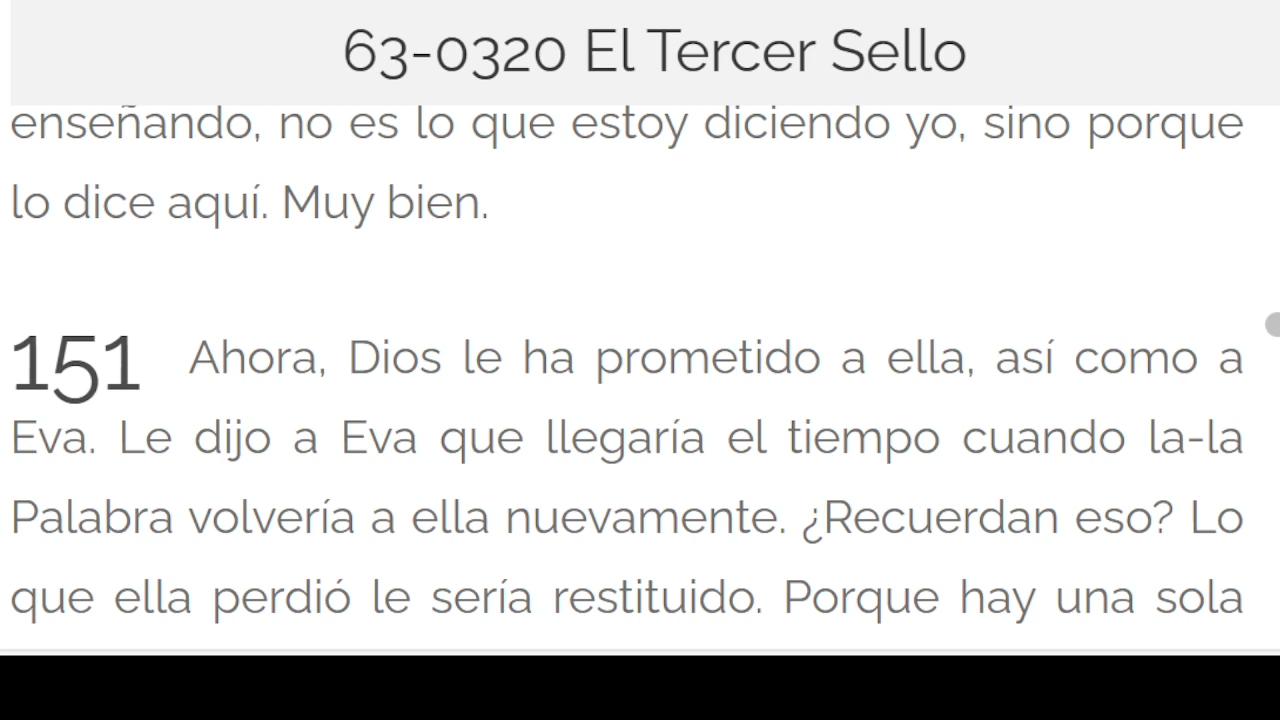 63-0320 El Tercer Sello
enseñando, no es lo que estoy diciendo yo, sino porque
lo dice aquí. Muy bien.
151 Ahora, Dios le ha prometido a ella, así como a
Eva. Le dijo a Eva que llegaría el tiempo cuando la-la
Palabra volvería a ella nuevamente. ¿Recuerdan eso? Lo
que ella perdió le sería restituido. Porque hay una sola